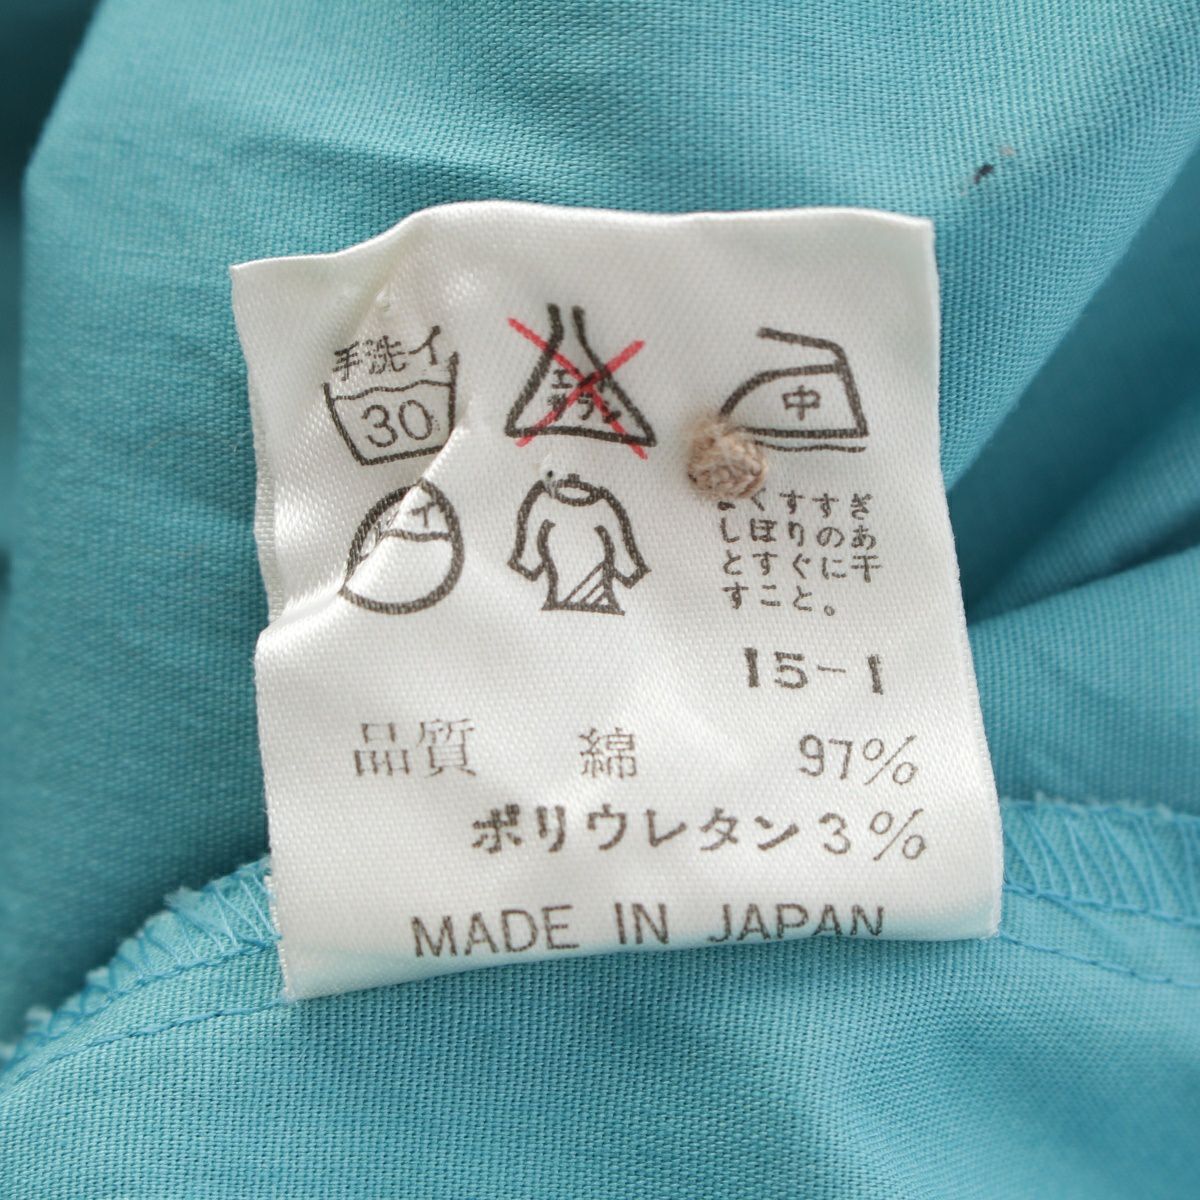 手洗イ
30
中
イ
くすすぎ
しぼりのあ
とすぐに干
すこと。
15-1
品質 綿 97%
ポリウレタン 3%
MADE IN JAPAN